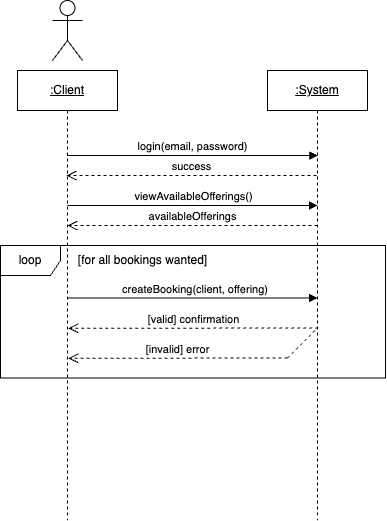 :Client
:System
login(email, password)
success
viewAvailableOfferings()
availableOfferings
loop
[for all bookings wanted]
createBooking(client, offering)
[valid] confirmation
[invalid] error